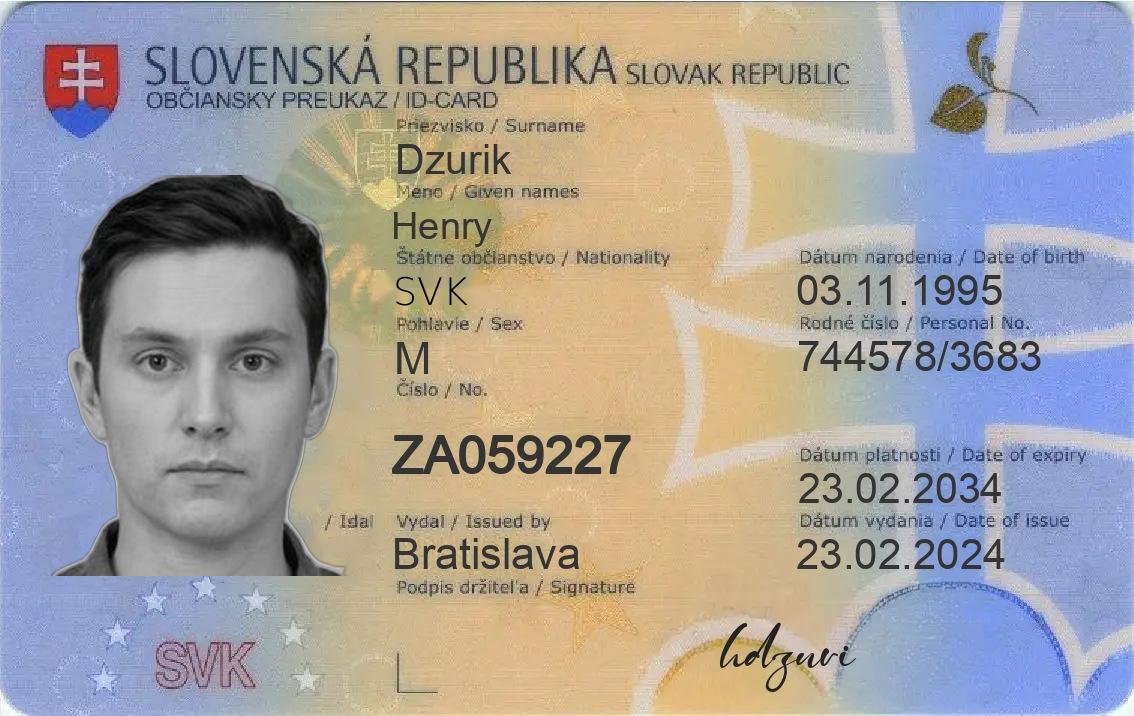 SLOVENSKÁ REPUBLIKA SLOVAK REPUBLIC
OBČIANSKY PREUKAZ / ID-CARD
Priezvisko / Surname
Dzurik
Meno / Given names
Henry
Štátne občianstvo / Nationality
SVK
Dátum narodenia / Date of birth
03.11.1995
Pohlavie / Sex
M
Rodné číslo / Personal No.
744578/3683
Číslo / No.
ZA059227
Dátum platnosti / Date of expiry
23.02.2034
Vydal / Issued by
Bratislava
Dátum vydania / Date of issue
23.02.2024
Podpis držiteľa / Signature
SVK